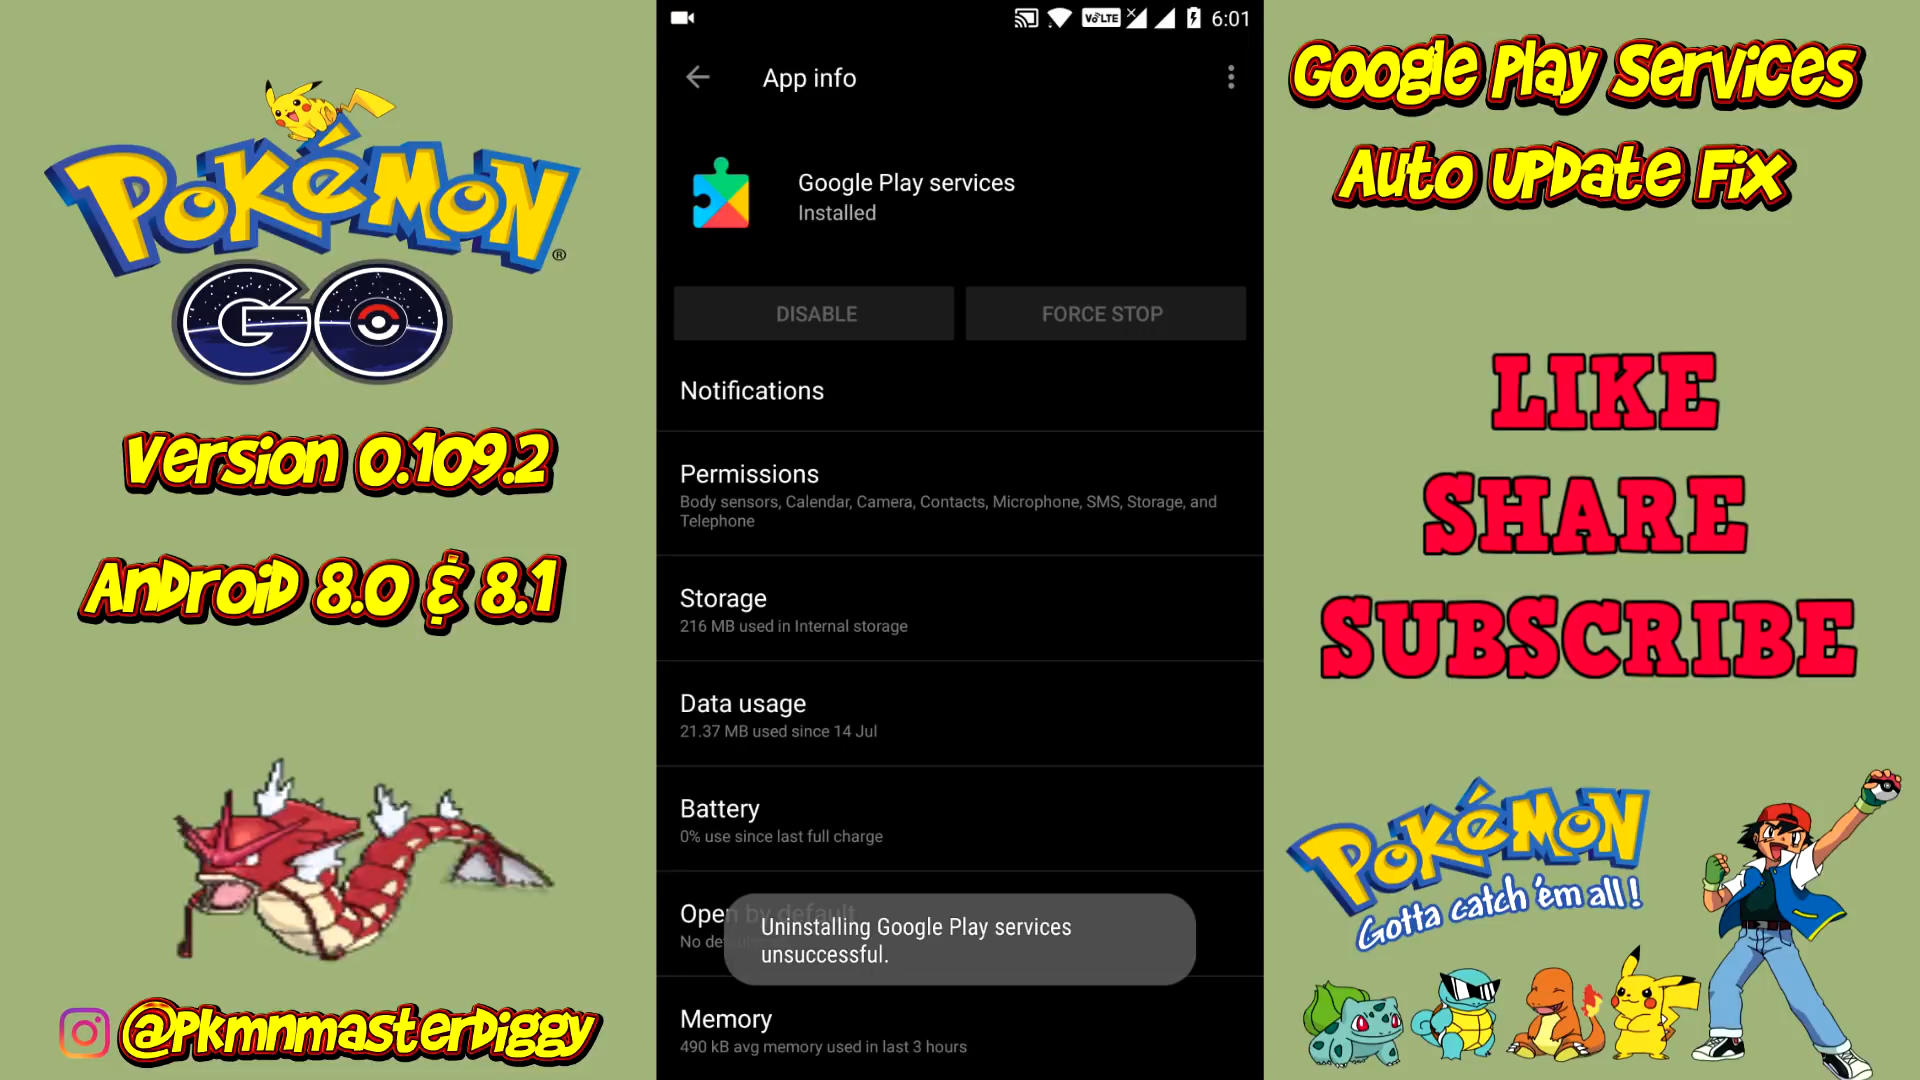 POKÉMON
®
GO
Version 0.109.2
Android 8.0 & 8.1
@pkmnmasterdiggy
VoLTE
6:01
App info
Google Play services
Installed
DISABLE
FORCE STOP
Notifications
Permissions
Body sensors, Calendar, Camera, Contacts, Microphone, SMS, Storage, and
Telephone
Storage
216 MB used in Internal storage
Data usage
21.37 MB used since 14 Jul
Battery
0% use since last full charge
Open by default
No de
Uninstalling Google Play services
unsuccessful.
Memory
490 kB avg memory used in last 3 hours
Google Play Services
Auto Update Fix
LIKE
SHARE
SUBSCRIBE
POKÉMON
Gotta catch 'em all!